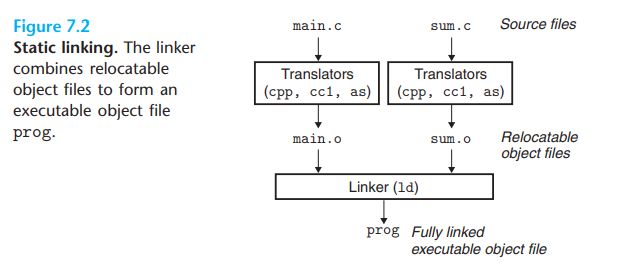 Figure 7.2
Static linking. The linker
combines relocatable
object files to form an
executable object file
prog.
main.c sum.c Source files
Translators Translators
(cpp, cc1, as) (cpp, cc1, as)
main.o sum.o Relocatable
object files
Linker (ld)
prog Fully linked
executable object file